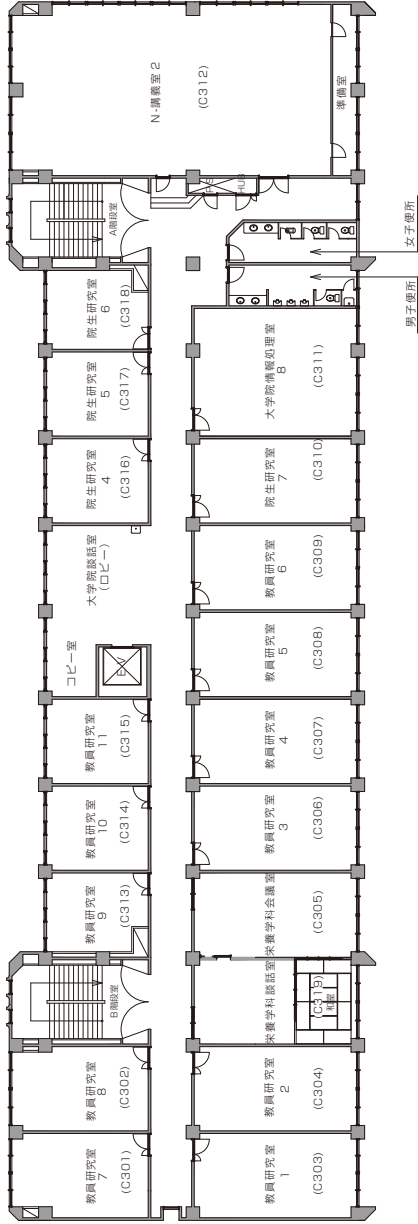 N-講義室２
(C312)
準備室
PS
HUB
A階段室
女子便所
男子便所
院生研究室
6
(C318)
院生研究室
5
(C317)
院生研究室
4
(C316)
大学院談話室
(ロビー)
コピー室
EV
教員研究室
11
(C315)
教員研究室
10
(C314)
教員研究室
9
(C313)
B階段室
教員研究室
8
(C302)
教員研究室
7
(C301)
大学院情報処理室
8
(C311)
院生研究室
7
(C310)
教員研究室
6
(C309)
教員研究室
5
(C308)
教員研究室
4
(C307)
教員研究室
3
(C306)
栄養学科会議室
(C305)
栄養学科談話室
(C319)
和室
教員研究室
2
(C304)
教員研究室
1
(C303)